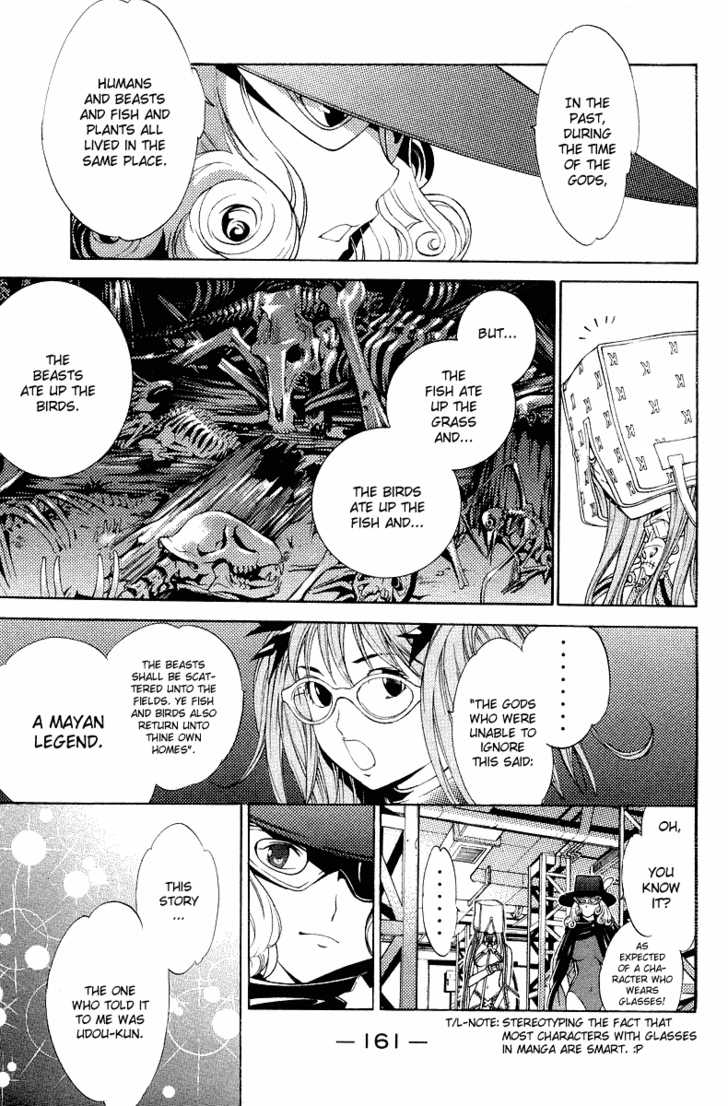 IN THE
PAST,
DURING
THE TIME
OF THE
GODS,
HUMANS
AND BEASTS
AND FISH AND
PLANTS ALL
LIVED IN THE
SAME PLACE.
BUT...
THE
FISH ATE
UP THE
GRASS
AND...
THE BIRDS
ATE UP THE
FISH AND...
THE
BEASTS
ATE UP THE
BIRDS.
"THE GODS
WHO WERE
UNABLE TO
IGNORE
THIS SAID:
THE BEASTS
SHALL BE SCAT-
TERED UNTO THE
FIELDS. YE FISH
AND BIRDS ALSO
RETURN UNTO
THINE OWN
HOMES".
A MAYAN
LEGEND.
OH,
YOU
KNOW
IT?
AS
EXPECTED
OF A CHA-
RACTER WHO
WEARS
GLASSES!
THIS
STORY
...
THE ONE
WHO TOLD IT
TO ME WAS
UDOU-KUN.
T/L-NOTE: STEREOTYPING THE FACT THAT
MOST CHARACTERS WITH GLASSES
IN MANGA ARE SMART. :P
— 161 —